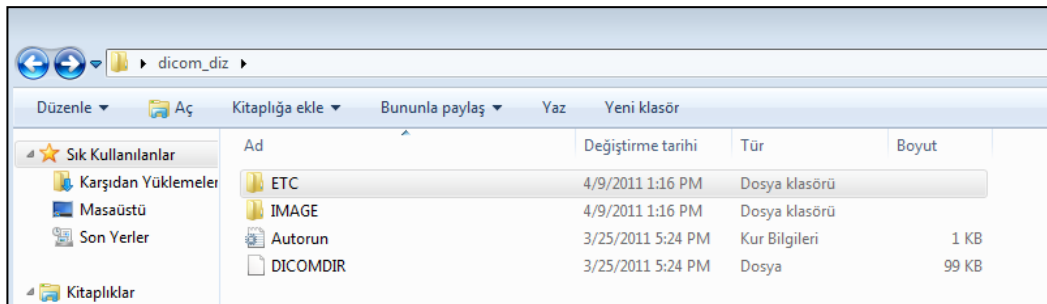 dicom_diz
Düzenle Aç Kitaplığa ekle Bununla paylaş Yaz Yeni klasör
Sık Kullanılanlar
Karşıdan Yüklemeler
Masaüstü
Son Yerler
Kitaplıklar
Ad Değiştirme tarihi Tür Boyut
ETC 4/9/2011 1:16 PM Dosya klasörü
IMAGE 4/9/2011 1:16 PM Dosya klasörü
Autorun 3/25/2011 5:24 PM Kur Bilgileri 1 KB
DICOMDIR 3/25/2011 5:24 PM Dosya 99 KB